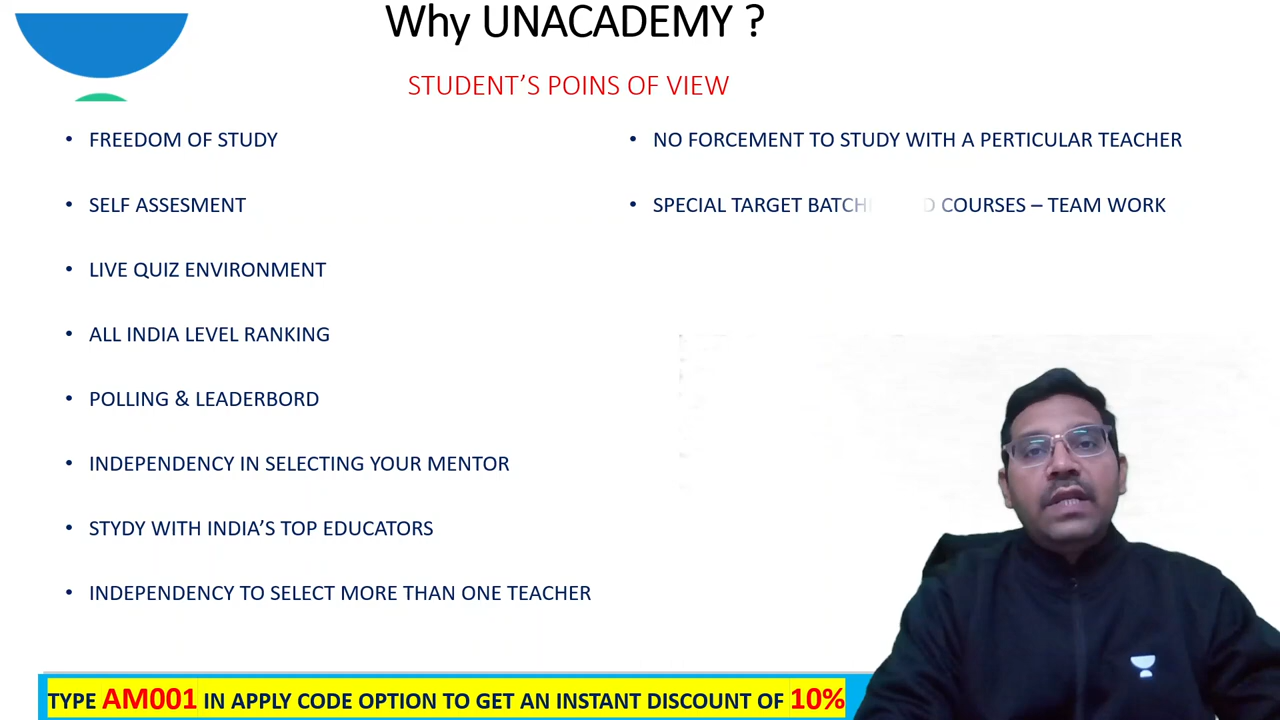 Why UNACADEMY ?
STUDENT'S POINS OF VIEW
• FREEDOM OF STUDY
• SELF ASSESMENT
• LIVE QUIZ ENVIRONMENT
• ALL INDIA LEVEL RANKING
• POLLING & LEADERBORD
• INDEPENDENCY IN SELECTING YOUR MENTOR
• STYDY WITH INDIA'S TOP EDUCATORS
• INDEPENDENCY TO SELECT MORE THAN ONE TEACHER
• NO FORCEMENT TO STUDY WITH A PERTICULAR TEACHER
• SPECIAL TARGET COURSES – TEAM WORK
TYPE AM001 IN APPLY CODE OPTION TO GET AN INSTANT DISCOUNT OF 10%